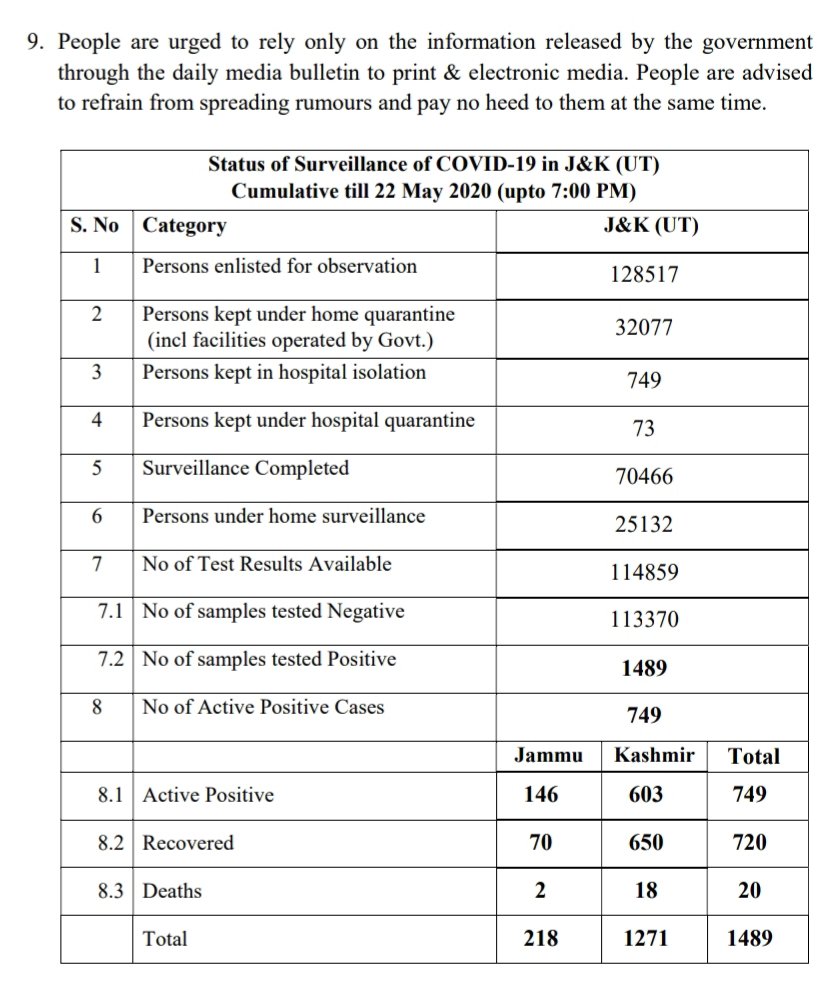 9. People are urged to rely only on the information released by the government
through the daily media bulletin to print & electronic media. People are advised
to refrain from spreading rumours and pay no heed to them at the same time.
Status of Surveillance of COVID-19 in J&K (UT)
Cumulative till 22 May 2020 (upto 7:00 PM)
S. No Category J&K (UT)
1 Persons enlisted for observation 128517
2 Persons kept under home quarantine
(incl facilities operated by Govt.) 32077
3 Persons kept in hospital isolation 749
4 Persons kept under hospital quarantine 73
5 Surveillance Completed 70466
6 Persons under home surveillance 25132
7 No of Test Results Available 114859
7.1 No of samples tested Negative 113370
7.2 No of samples tested Positive 1489
8 No of Active Positive Cases 749
Jammu Kashmir Total
8.1 Active Positive 146 603 749
8.2 Recovered 70 650 720
8.3 Deaths 2 18 20
Total 218 1271 1489